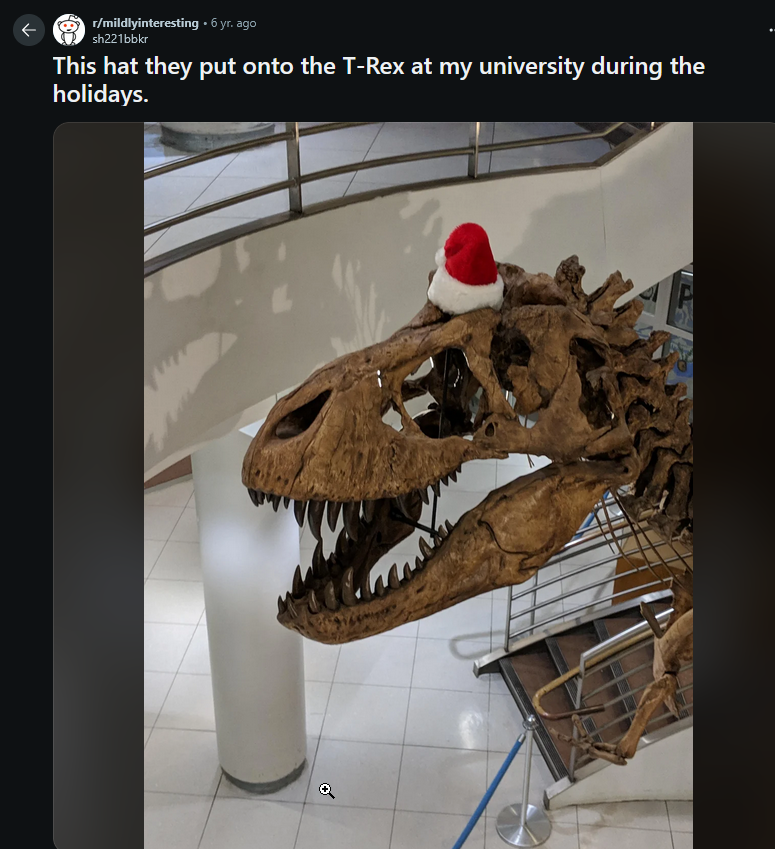 r/mildlyinteresting • 6 yr. ago
sh221bbkr
This hat they put onto the T-Rex at my university during the
holidays.